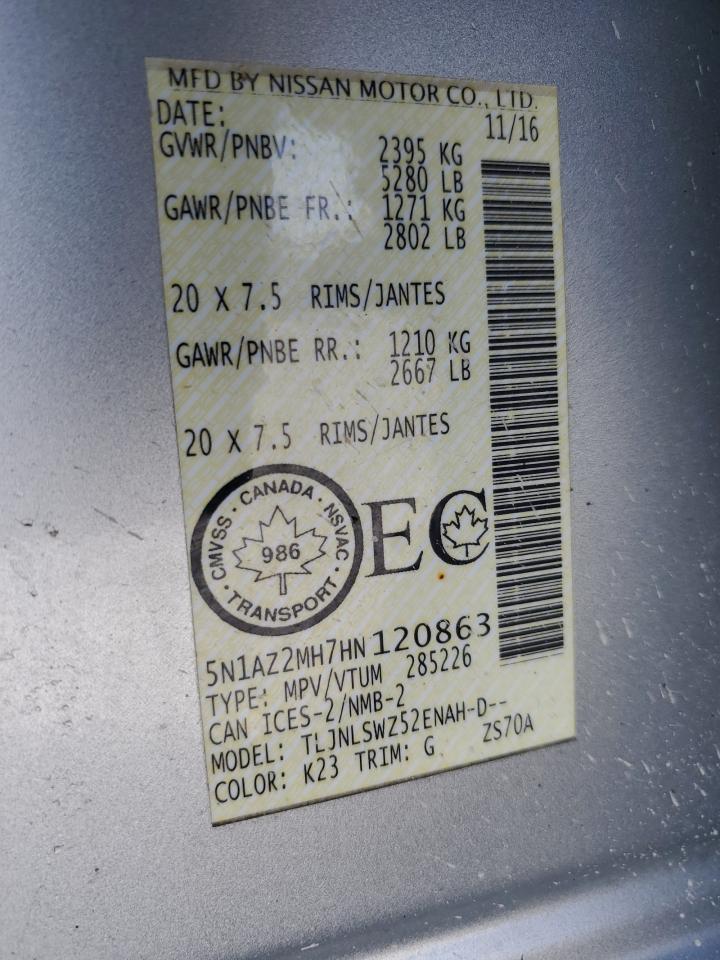 MFD BY NISSAN MOTOR CO., LTD.
DATE: 11/16
GVWR/PNBV: 2395 KG
5280 LB
GAWR/PNBE FR.: 1271 KG
2802 LB
20 X 7.5 RIMS/JANTES
GAWR/PNBE RR.: 1210 KG
2667 LB
20 X 7.5 RIMS/JANTES
CMVSS · CANADA · NSVAC · TRANSPORT ·
986
EC
5N1AZ2MH7HN120863
TYPE: MPV/VTUM 285226
CAN ICES-2/NMB-2
MODEL: TLJNLSWZ52ENAH-D--
COLOR: K23 TRIM: G ZS70A